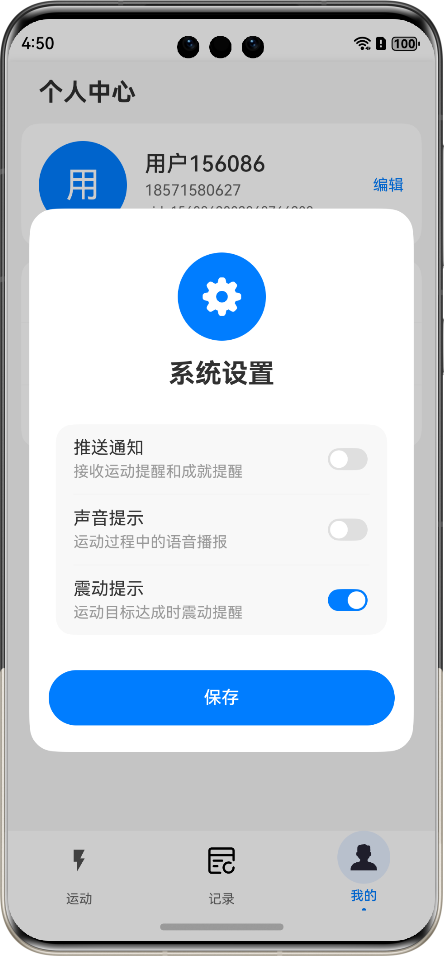 4:50
100
个人中心
用
用户156086
18571580627
编辑
系统设置
推送通知
接收运动提醒和成就提醒
声音提示
运动过程中的语音播报
震动提示
运动目标达成时震动提醒
保存
运动
记录
我的